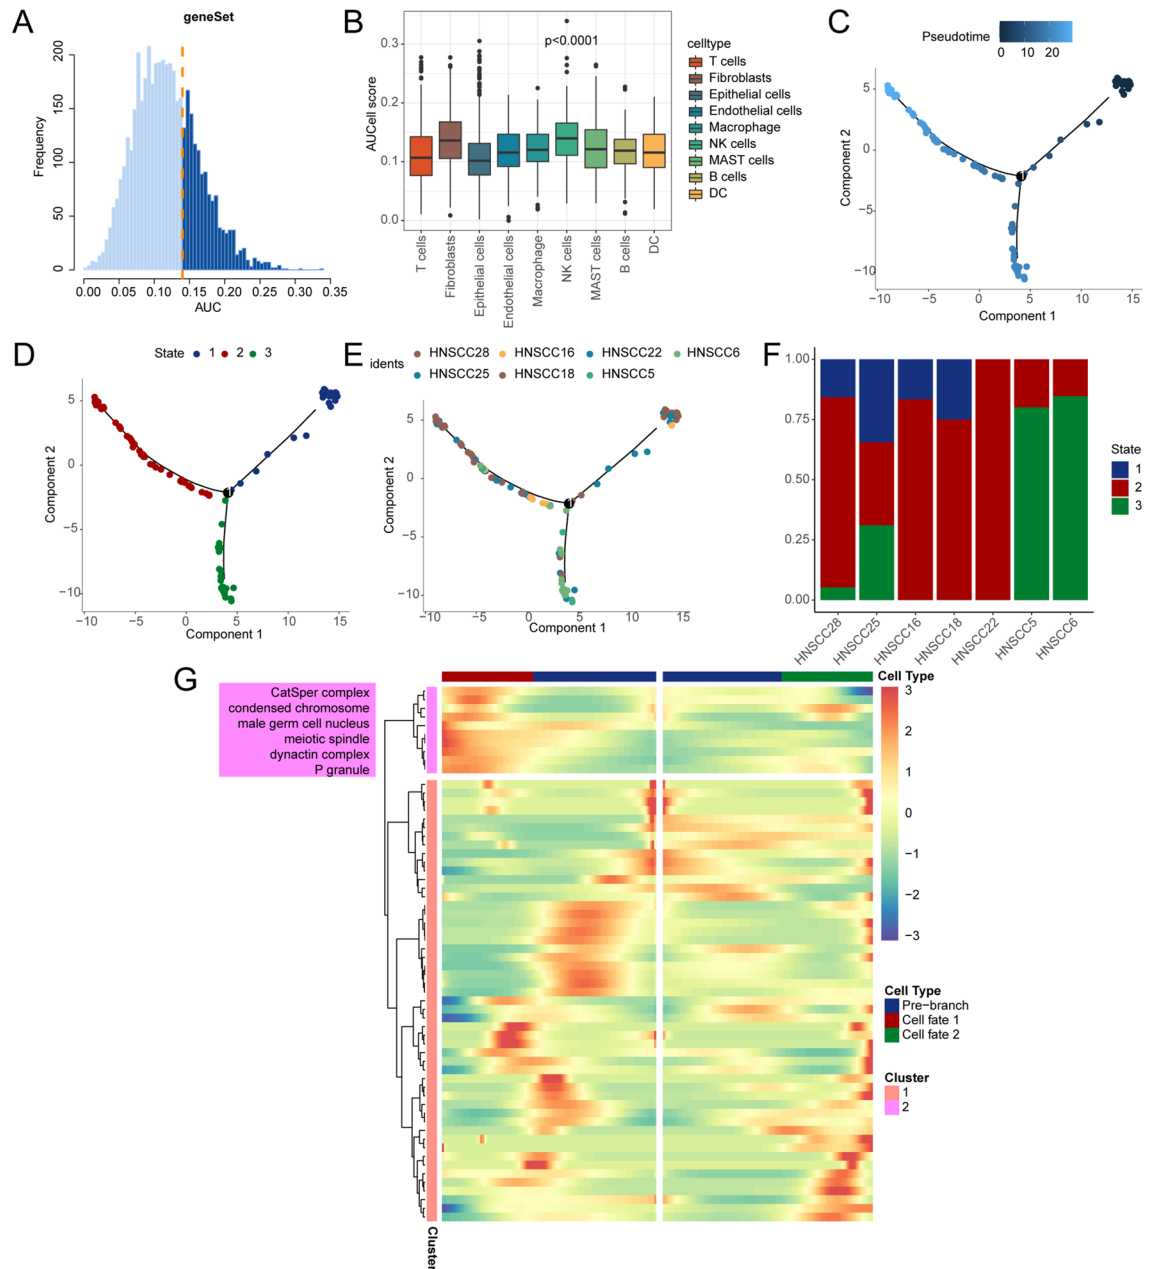 A
geneSet
Frequency
200
150
100
50
0
0.00 0.05 0.10 0.15 0.20 0.25 0.30 0.35
AUC
B
AUCell score
0.3
0.2
0.1
0.0
p<0.0001
T cells
Fibroblasts
Epithelial cells
Endothelial cells
Macrophage
NK cells
MAST cells
B cells
DC
celltype
T cells
Fibroblasts
Epithelial cells
Endothelial cells
Macrophage
NK cells
MAST cells
B cells
DC
C
Pseudotime
0 10 20
Component 2
5
0
−5
−10
−10 −5 0 5 10 15
Component 1
1
D
State 1 2 3
Component 2
5
0
−5
−10
−10 −5 0 5 10 15
Component 1
1
E
idents
HNSCC28 HNSCC16 HNSCC22 HNSCC6
HNSCC25 HNSCC18 HNSCC5
Component 2
5
0
−5
−10
−10 −5 0 5 10 15
Component 1
1
F
1.00
0.75
0.50
0.25
0.00
HNSCC28
HNSCC25
HNSCC16
HNSCC18
HNSCC22
HNSCC5
HNSCC6
State
1
2
3
G
CatSper complex
condensed chromosome
male germ cell nucleus
meiotic spindle
dynactin complex
P granule
Cluster
Cell Type
3
2
1
0
−1
−2
−3
Cell Type
Pre−branch
Cell fate 1
Cell fate 2
Cluster
1
2